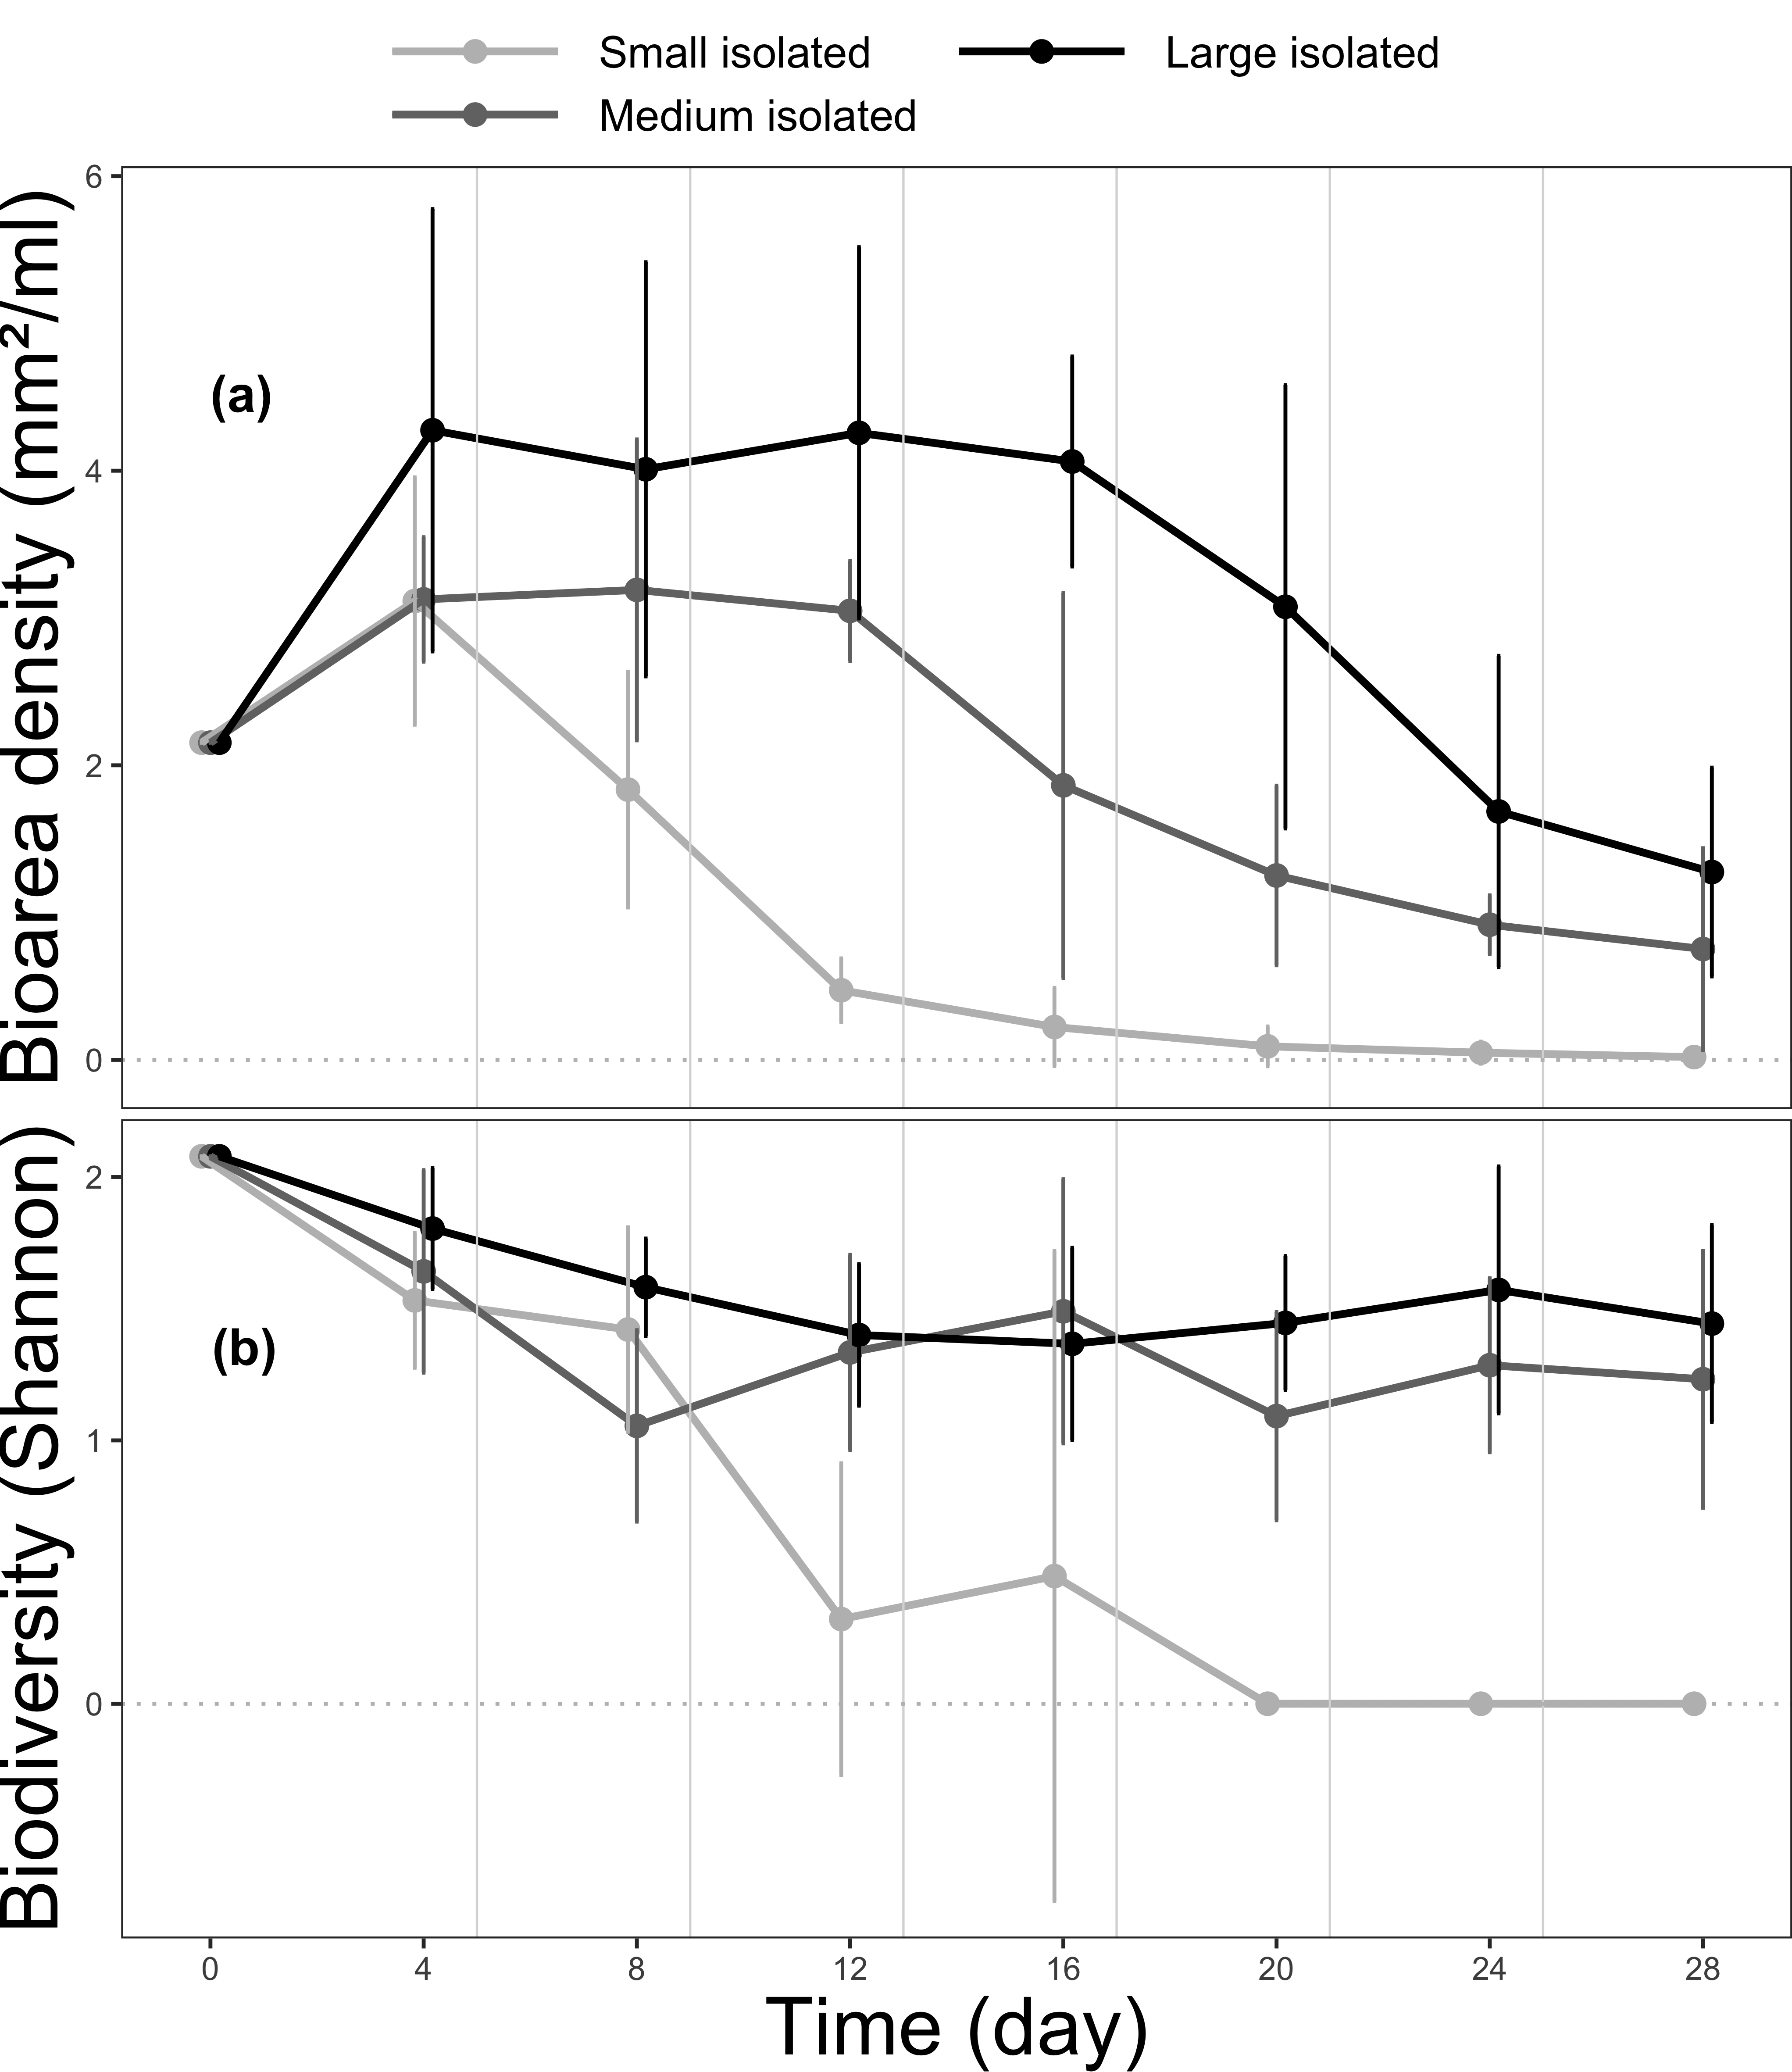 Small isolated
Large isolated
Medium isolated
Bioarea density (mm²/ml)
6
4
2
0
(a)
Biodiversity (Shannon)
2
1
0
(b)
0 4 8 12 16 20 24 28
Time (day)